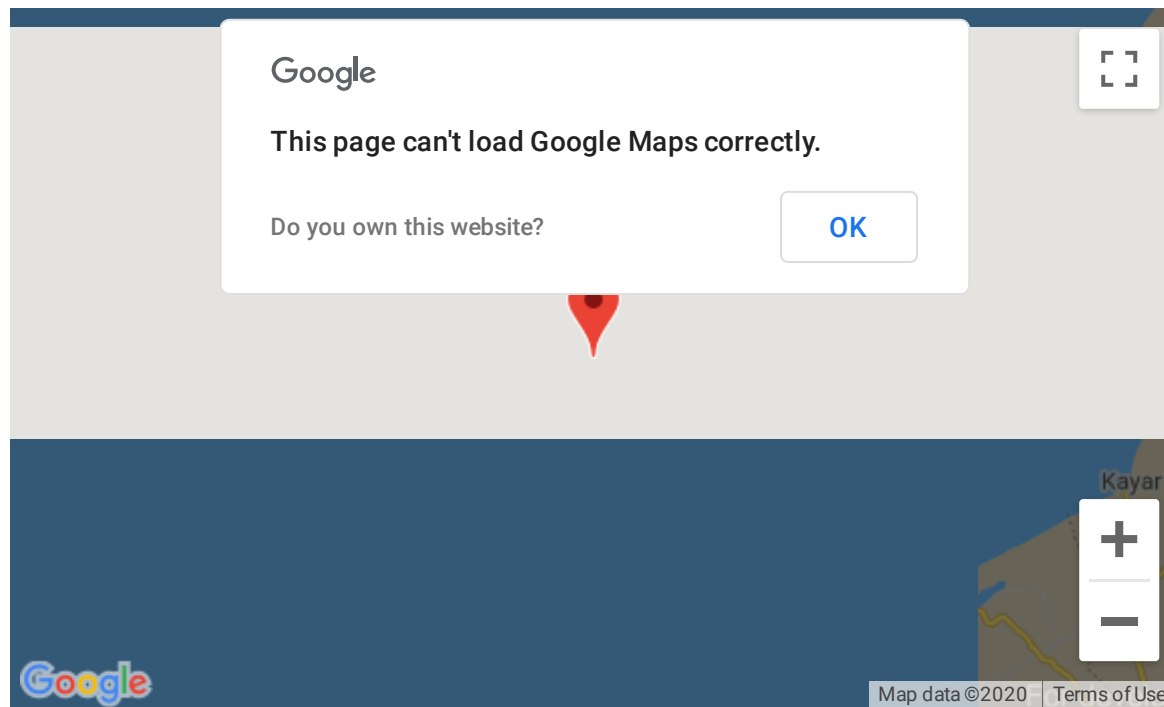 Google
This page can't load Google Maps correctly.
Do you own this website?
OK
Kayar
Google
Map data ©2020
Terms of Use